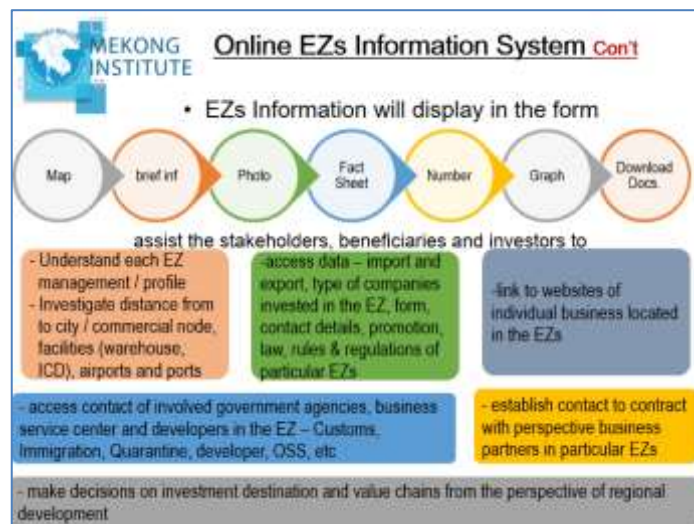 MEKONG
INSTITUTE
Online EZs Information System Con't
• EZs Information will display in the form
Map
brief inf
Photo
Fact
Sheet
Number
Graph
Download
Docs.
assist the stakeholders, beneficiaries and investors to
- Understand each EZ
management / profile
- Investigate distance from
to city / commercial node,
facilities (warehouse,
ICD), airports and ports
-access data – import and
export, type of companies
invested in the EZ, form,
contact details, promotion,
law, rules & regulations of
particular EZs
-link to websites of
individual business located
in the EZs
- access contact of involved government agencies, business
service center and developers in the EZ – Customs,
Immigration, Quarantine, developer, OSS, etc
- establish contact to contract
with perspective business
partners in particular EZs
- make decisions on investment destination and value chains from the perspective of regional
development